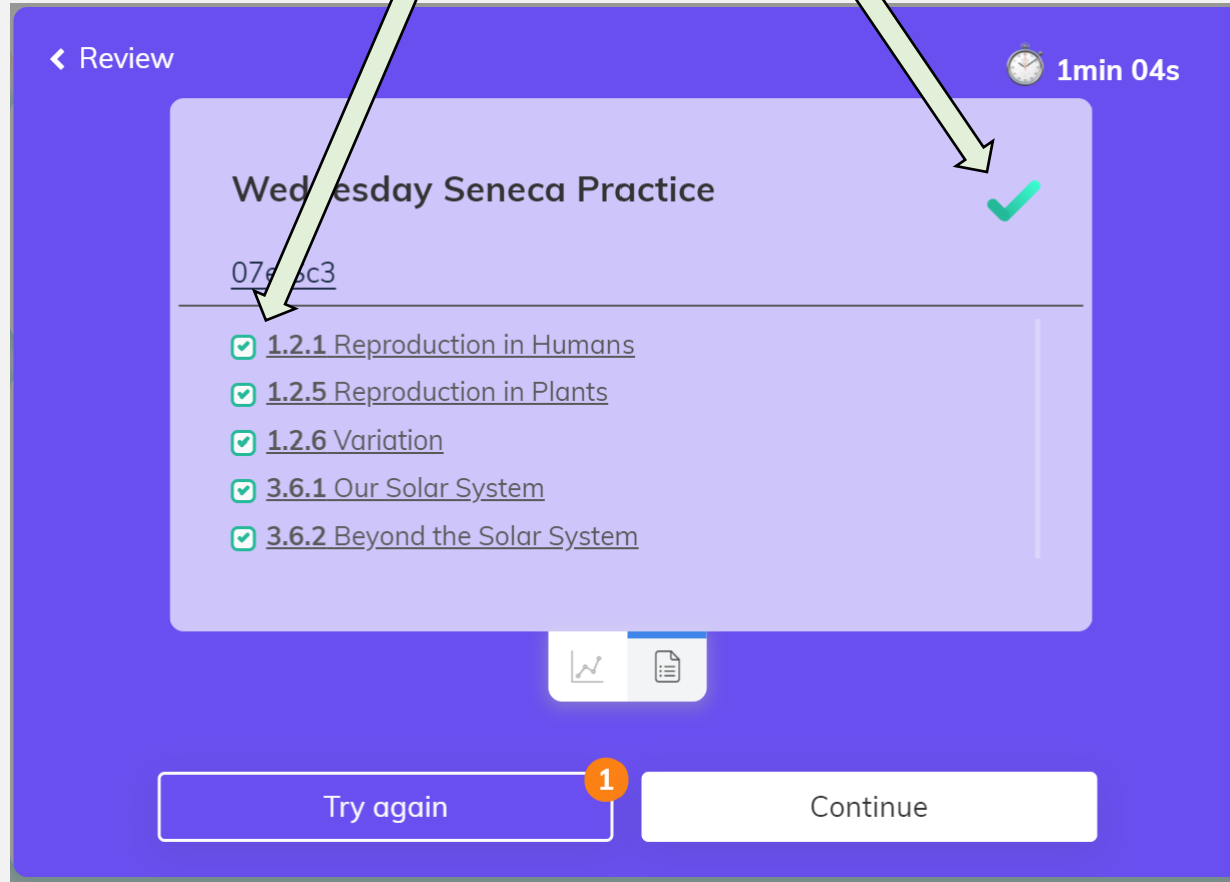 Review
1min 04s
Wednesday Seneca Practice
1.2.1 Reproduction in Humans
1.2.5 Reproduction in Plants
1.2.6 Variation
3.6.1 Our Solar System
3.6.2 Beyond the Solar System
1
Try again
Continue